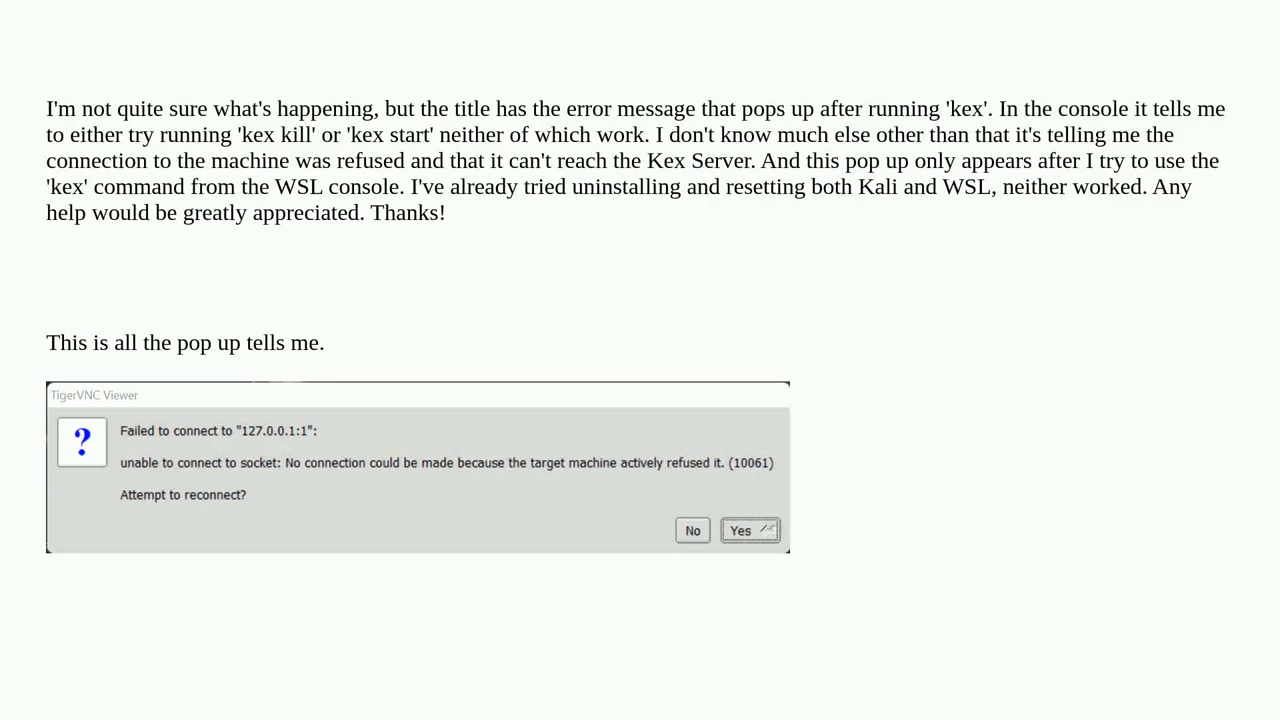 I'm not quite sure what's happening, but the title has the error message that pops up after running 'kex'. In the console it tells me
to either try running 'kex kill' or 'kex start' neither of which work. I don't know much else other than that it's telling me the
connection to the machine was refused and that it can't reach the Kex Server. And this pop up only appears after I try to use the
'kex' command from the WSL console. I've already tried uninstalling and resetting both Kali and WSL, neither worked. Any
help would be greatly appreciated. Thanks!
This is all the pop up tells me.
TigerVNC Viewer
?
Failed to connect to "127.0.0.1:1":
unable to connect to socket: No connection could be made because the target machine actively refused it. (10061)
Attempt to reconnect?
No Yes